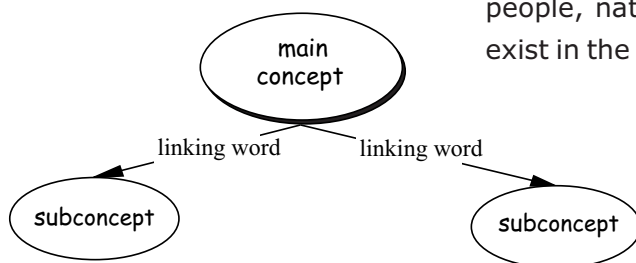 people, nat
exist in the
main
concept
linking word
linking word
subconcept
subconcept